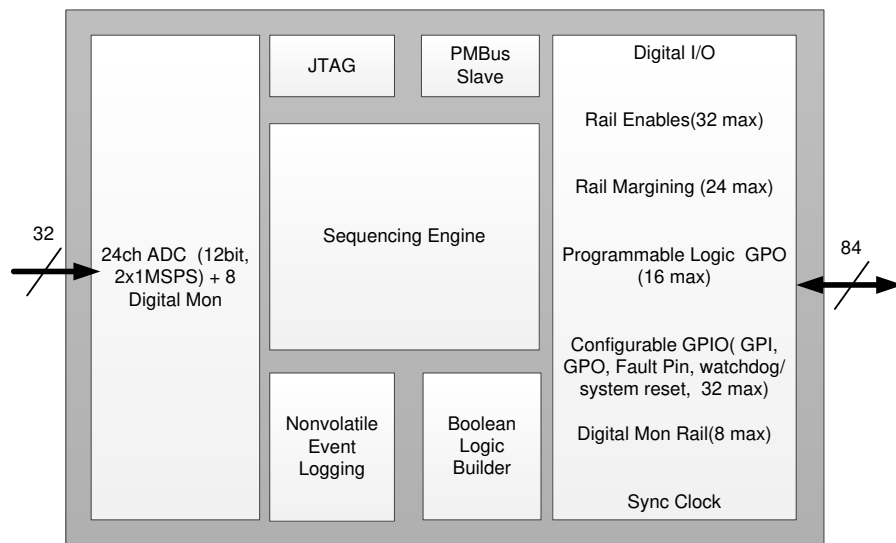 32
24ch ADC (12bit,
2x1MSPS) + 8
Digital Mon
JTAG
PMBus
Slave
Sequencing Engine
Nonvolatile
Event
Logging
Boolean
Logic
Builder
Digital I/O
Rail Enables(32 max)
Rail Margining (24 max)
Programmable Logic GPO
(16 max)
Configurable GPIO( GPI,
GPO, Fault Pin, watchdog/
system reset, 32 max)
Digital Mon Rail(8 max)
Sync Clock
84